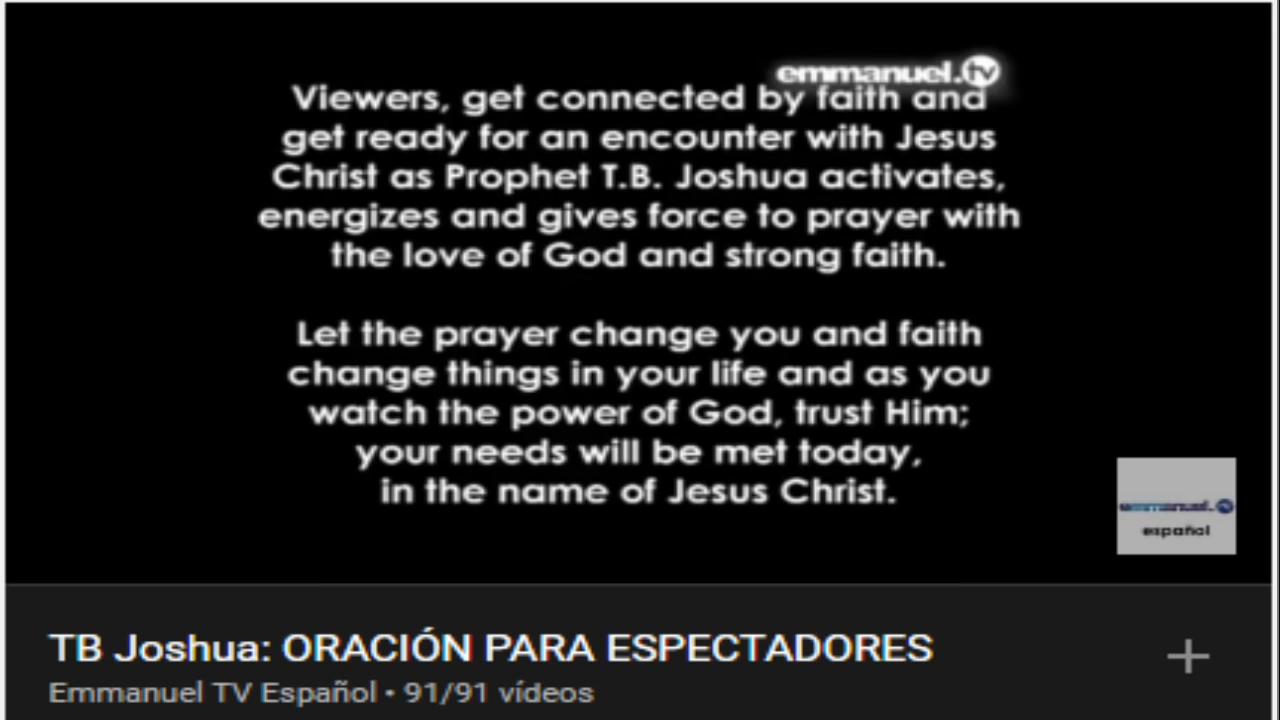 emmanuel.tv
Viewers, get connected by faith and
get ready for an encounter with Jesus
Christ as Prophet T.B. Joshua activates,
energizes and gives force to prayer with
the love of God and strong faith.
Let the prayer change you and faith
change things in your life and as you
watch the power of God, trust Him;
your needs will be met today,
in the name of Jesus Christ.
emmanuel.tv
español
TB Joshua: ORACIÓN PARA ESPECTADORES
Emmanuel TV Español • 91/91 vídeos